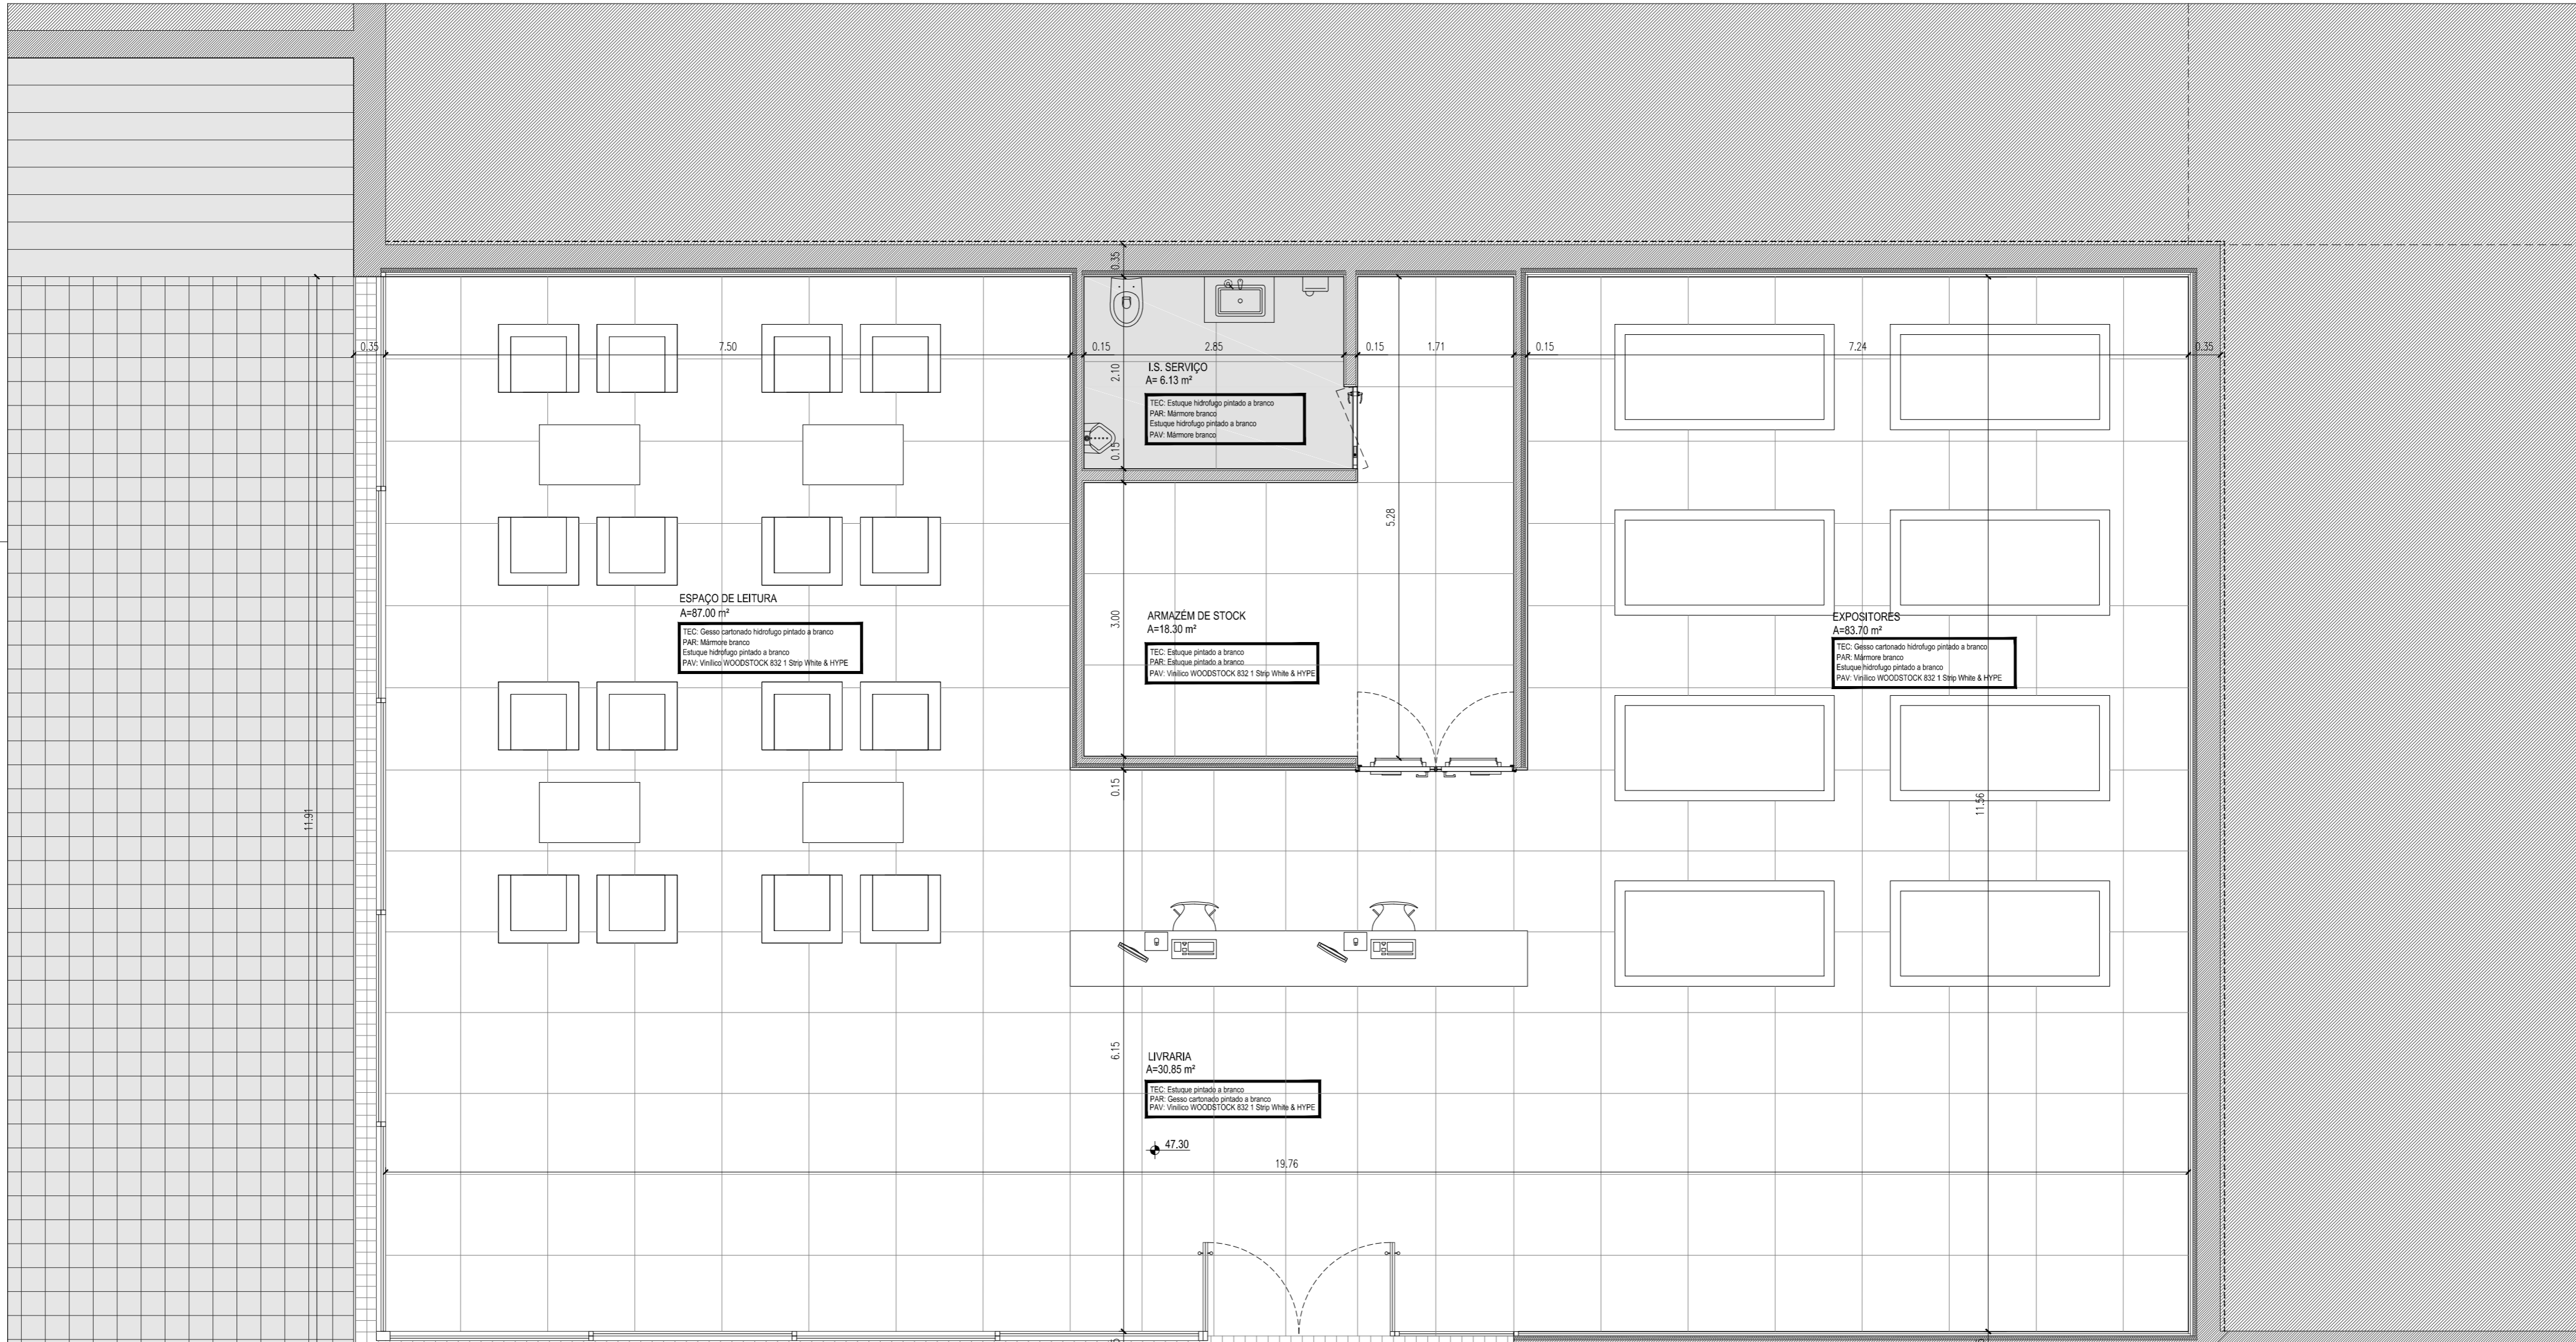 0.35
0.35
7.50
0.15
2.85
0.15
1.71
0.15
7.24
0.35
2.10
I.S. SERVIÇO
A= 6.13 m²
TEC: Estuque hidrofugo pintado a branco
PAR: Mármore branco
Estuque hidrofugo pintado a branco
PAV: Mármore branco
0.15
5.28
ESPAÇO DE LEITURA
A=87.00 m²
TEC: Gesso cartonado hidrofugo pintado a branco
PAR: Mármore branco
Estuque hidrofugo pintado a branco
PAV: Vinílico WOODSTOCK 832 1 Strip White & HYPE
3.00
ARMAZÉM DE STOCK
A=18.30 m²
TEC: Estuque pintado a branco
PAR: Estuque pintado a branco
PAV: Vinílico WOODSTOCK 832 1 Strip White & HYPE
EXPOSITORES
A=83.70 m²
TEC: Gesso cartonado hidrofugo pintado a branco
PAR: Mármore branco
Estuque hidrofugo pintado a branco
PAV: Vinílico WOODSTOCK 832 1 Strip White & HYPE
0.15
11.91
11.56
6.15
LIVRARIA
A=30.85 m²
TEC: Estuque pintado a branco
PAR: Gesso cartonado pintado a branco
PAV: Vinílico WOODSTOCK 832 1 Strip White & HYPE
47.30
19.76